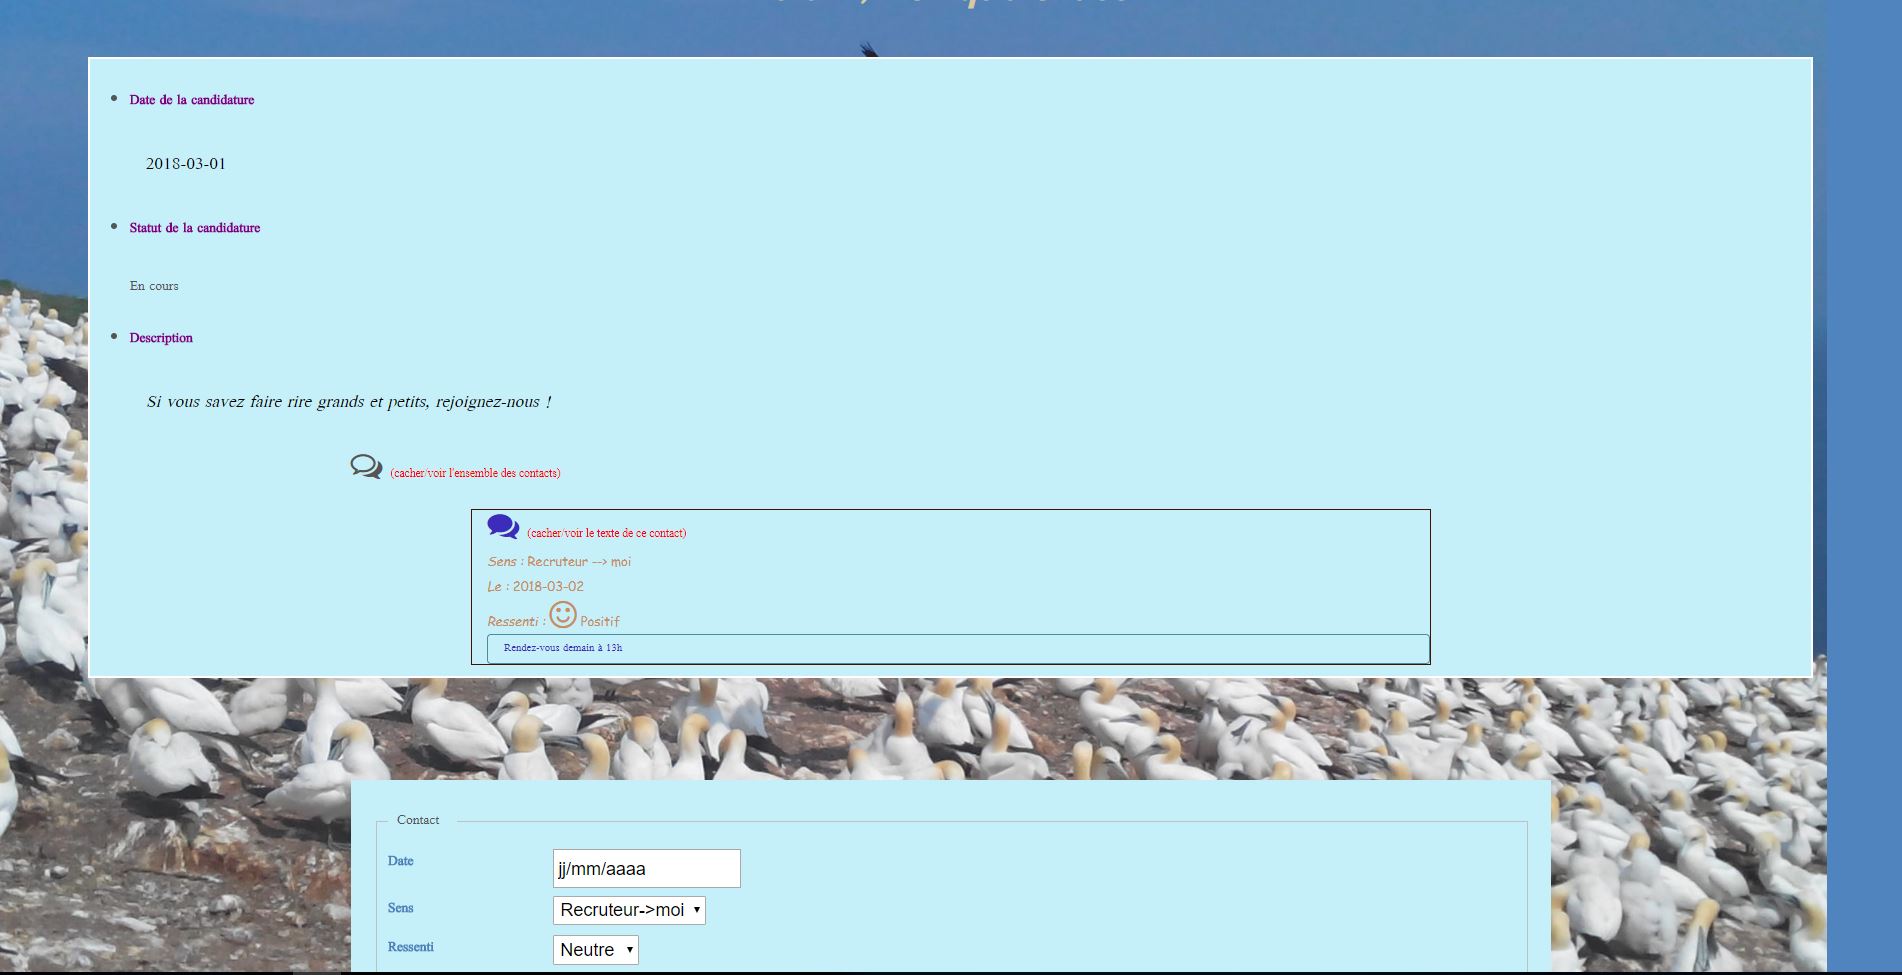 Date de la candidature
2018-03-01
Statut de la candidature
En cours
Description
Si vous savez faire rire grands et petits, rejoignez-nous !
(cacher/voir l'ensemble des contacts)
(cacher/voir le texte de ce contact)
Sens : Recruteur --> moi
Le : 2018-03-02
Ressenti : Positif
Rendez-vous demain à 13h
Contact
Date jj/mm/aaaa
Sens Recruteur->moi
Ressenti Neutre